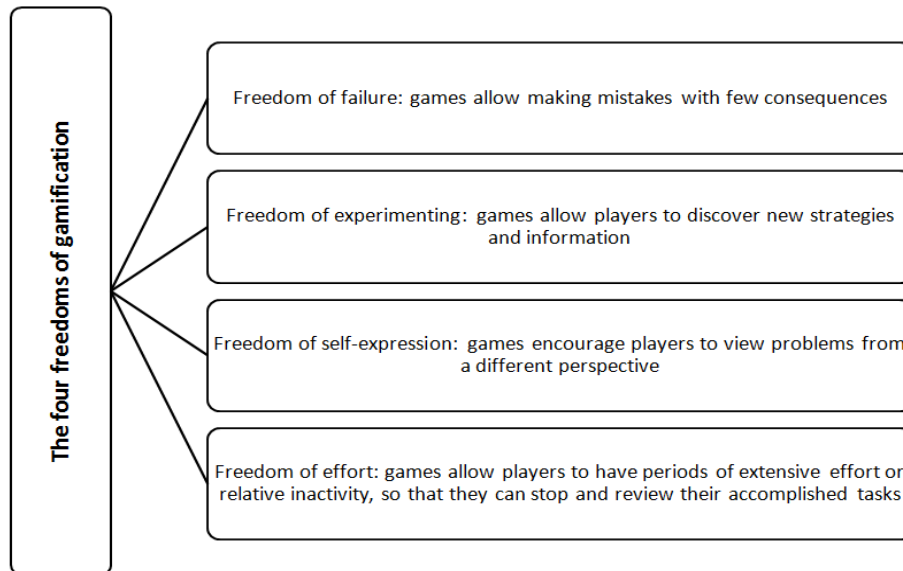 The four freedoms of gamification
Freedom of failure: games allow making mistakes with few consequences
Freedom of experimenting: games allow players to discover new strategies
and information
Freedom of self-expression: games encourage players to view problems from
a different perspective
Freedom of effort: games allow players to have periods of extensive effort or
relative inactivity, so that they can stop and review their accomplished tasks